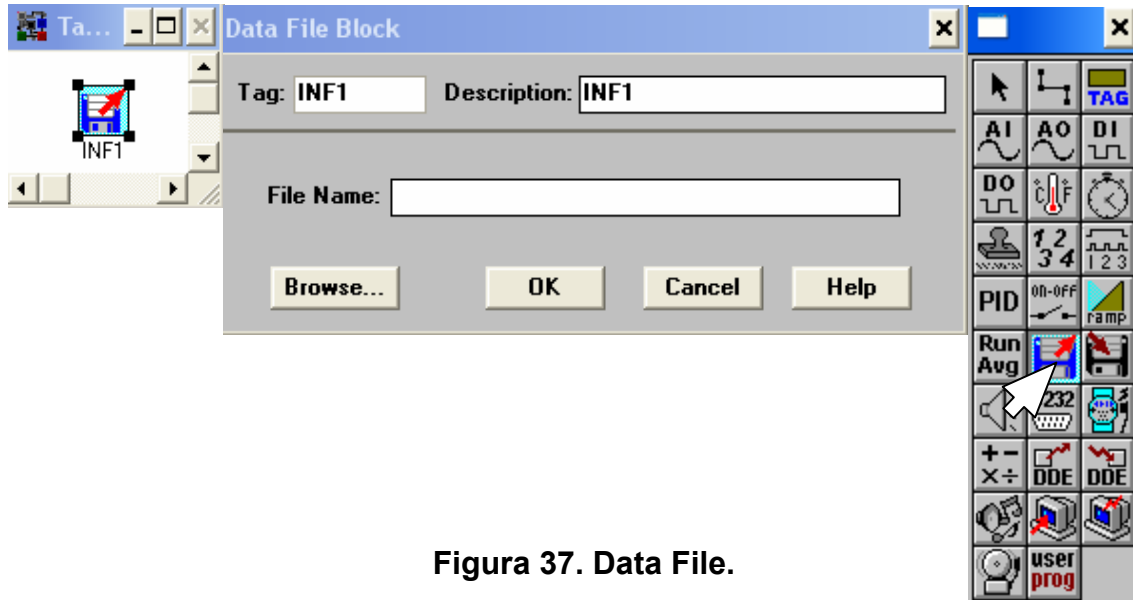 Ta...
INF1
Data File Block
Tag: INF1 Description: INF1
File Name:
Browse... OK Cancel Help
TAG
AI AO DI
DO °C °F
1 2
3 4
1 2 3
PID on-off ramp
Run
Avg
232
+ -
× ÷
DDE DDE
user
prog
Figura 37. Data File.